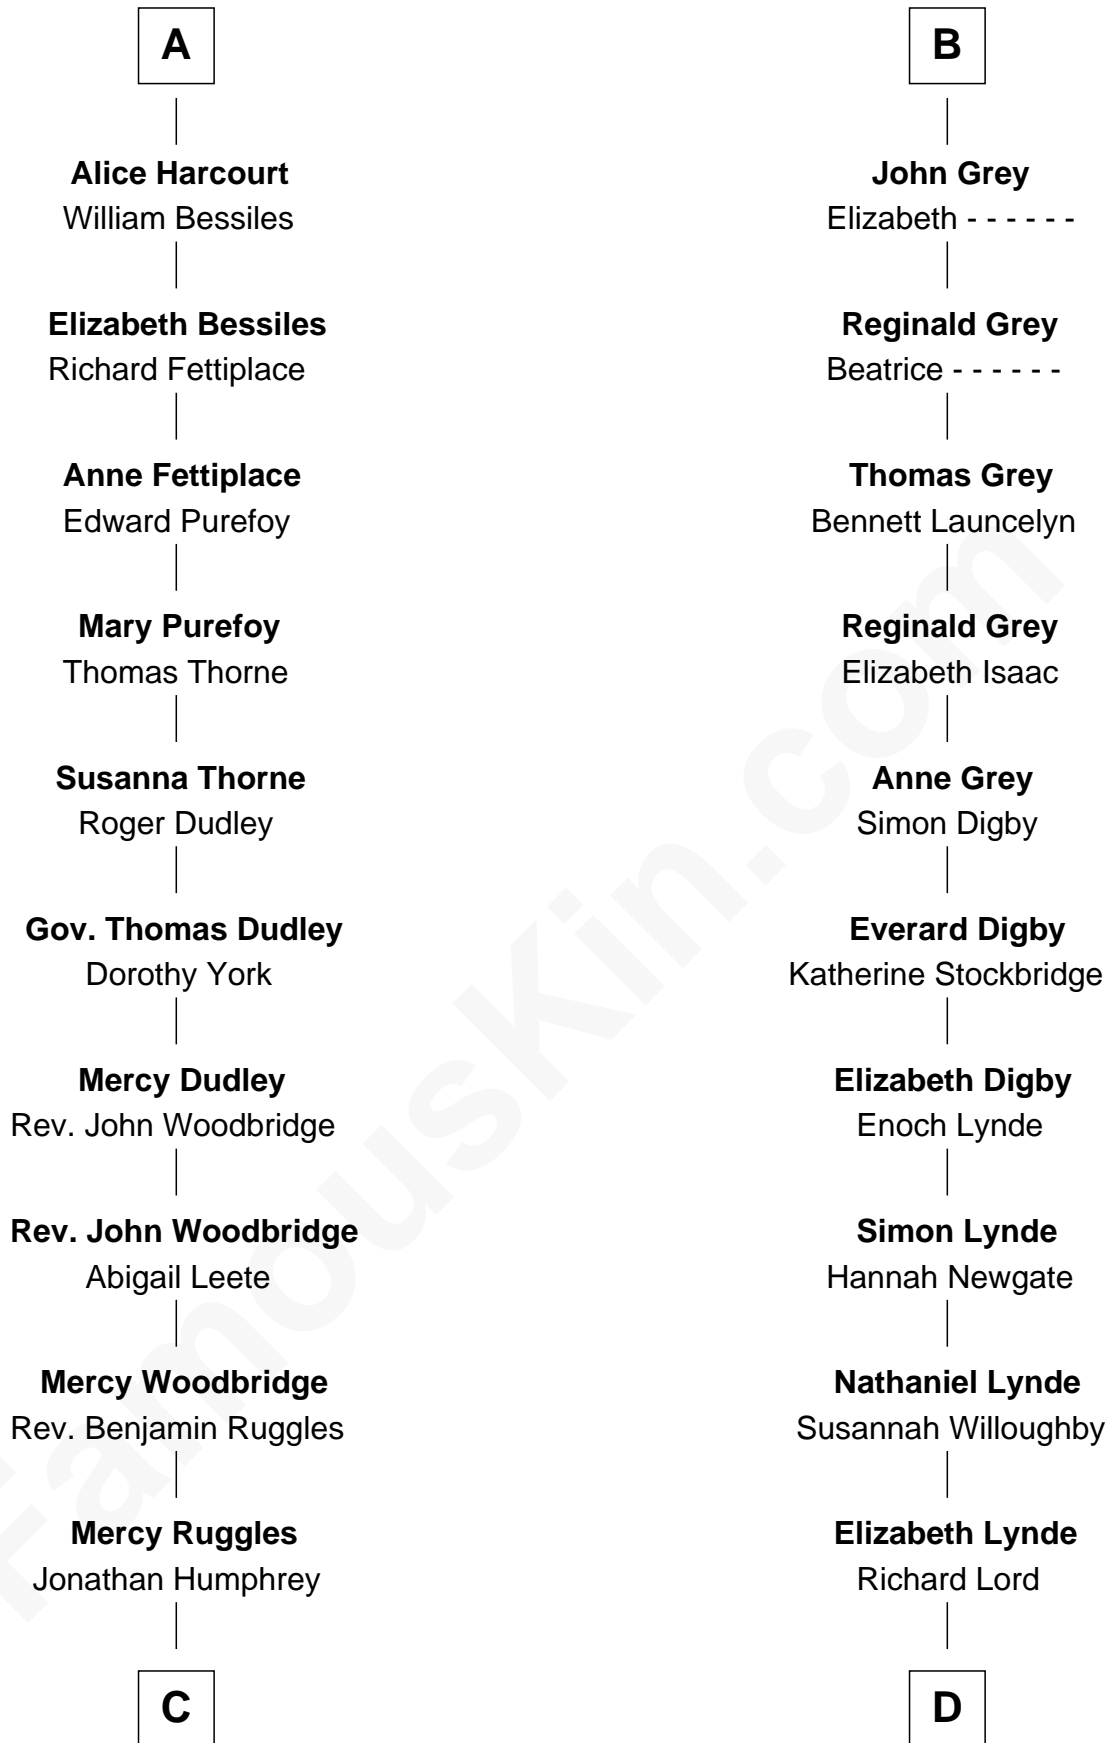 A
Alice Harcourt
William Bessiles
Elizabeth Bessiles
Richard Fettiplace
Anne Fettiplace
Edward Purefoy
Mary Purefoy
Thomas Thorne
Susanna Thorne
Roger Dudley
Gov. Thomas Dudley
Dorothy York
Mercy Dudley
Rev. John Woodbridge
Rev. John Woodbridge
Abigail Leete
Mercy Woodbridge
Rev. Benjamin Ruggles
Mercy Ruggles
Jonathan Humphrey
C
B
John Grey
Elizabeth - - - - - -
Reginald Grey
Beatrice - - - - - -
Thomas Grey
Bennett Launcelyn
Reginald Grey
Elizabeth Isaac
Anne Grey
Simon Digby
Everard Digby
Katherine Stockbridge
Elizabeth Digby
Enoch Lynde
Simon Lynde
Hannah Newgate
Nathaniel Lynde
Susannah Willoughby
Elizabeth Lynde
Richard Lord
D
FamousKin.com